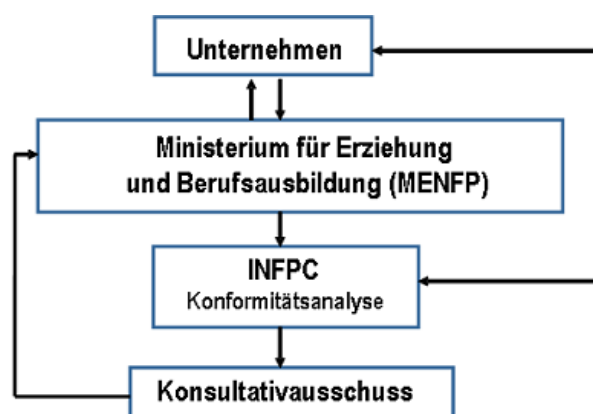 Unternehmen
Ministerium für Erziehung
und Berufsausbildung (MENFP)
INFPC
Konformitätsanalyse
Konsultativausschuss